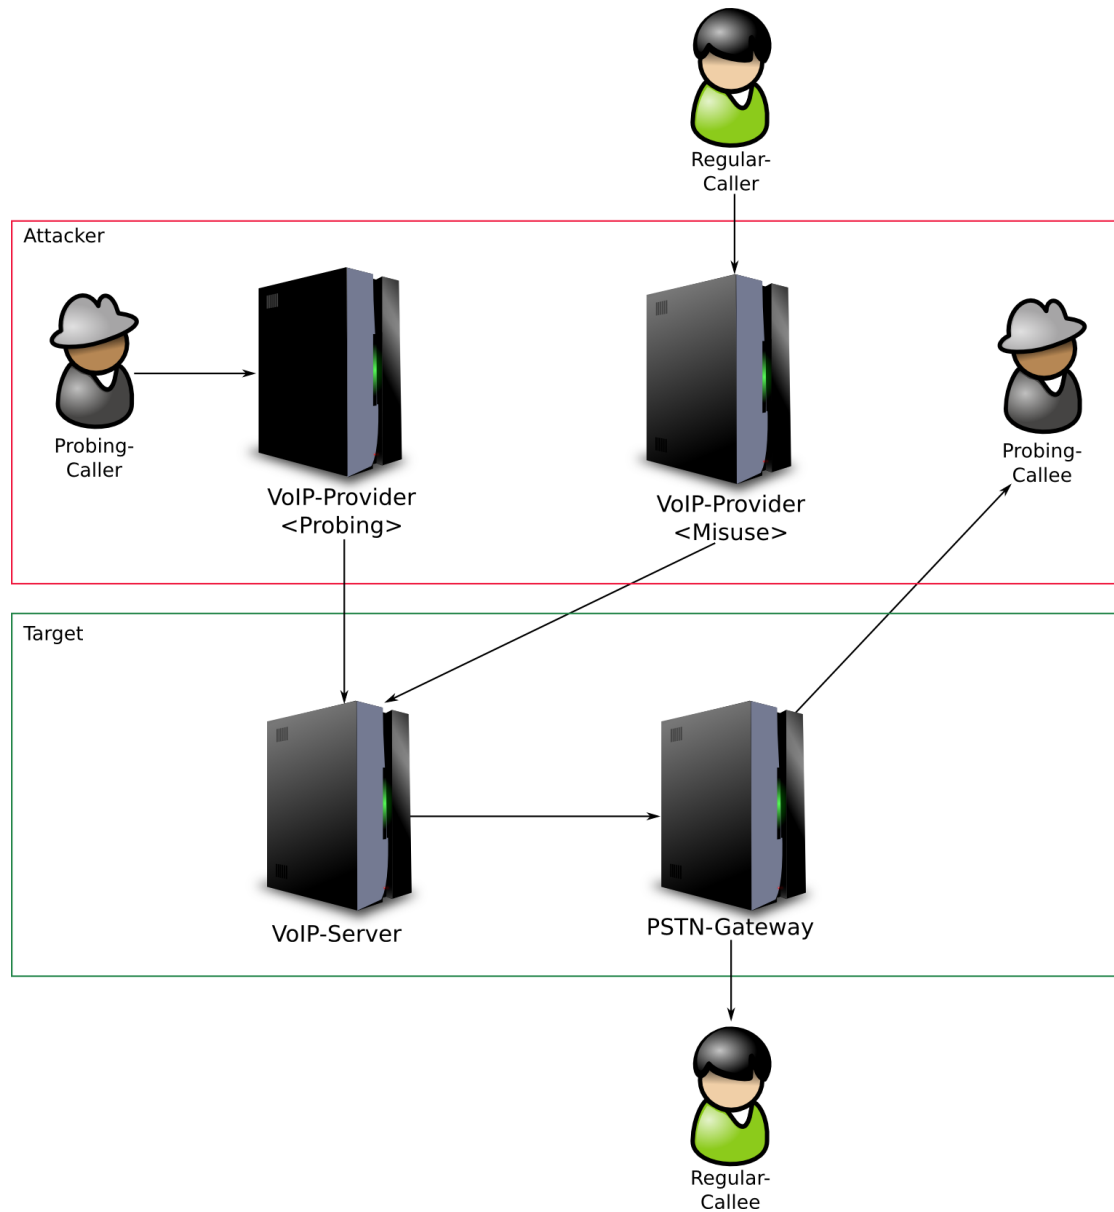 Regular-
Caller
Attacker
Probing-
Caller
VoIP-Provider
<Probing>
VoIP-Provider
<Misuse>
Probing-
Callee
Target
VoIP-Server
PSTN-Gateway
Regular-
Callee